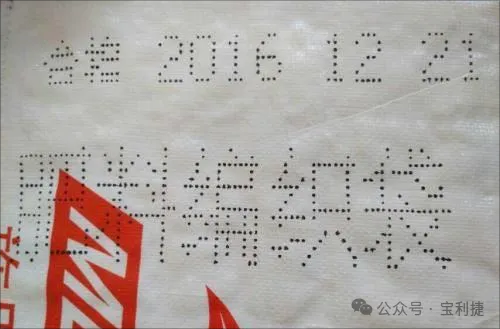 合格 2016 12 21
肥料编织袋
公众号 · 宝利捷